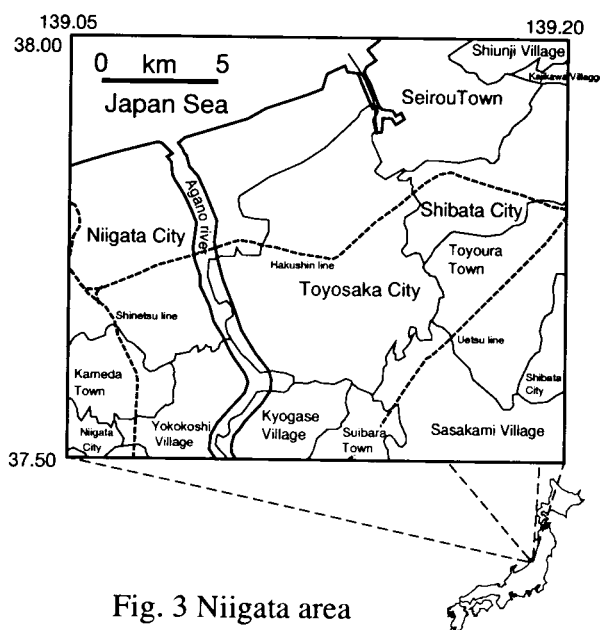 139.05
139.20
38.00
0 km 5
Japan Sea
Shiunji Village
SeirouTown
Agano river
Niigata City
Shibata City
Toyoura
Town
Hakushin line
Toyosaka City
Shinetsu line
Uetsu line
Kameda
Town
Shibata
City
Niigata
City
Yokokoshi
Village
Kyogase
Village
Suibara
Town
Sasakami Village
37.50
Fig. 3 Niigata area